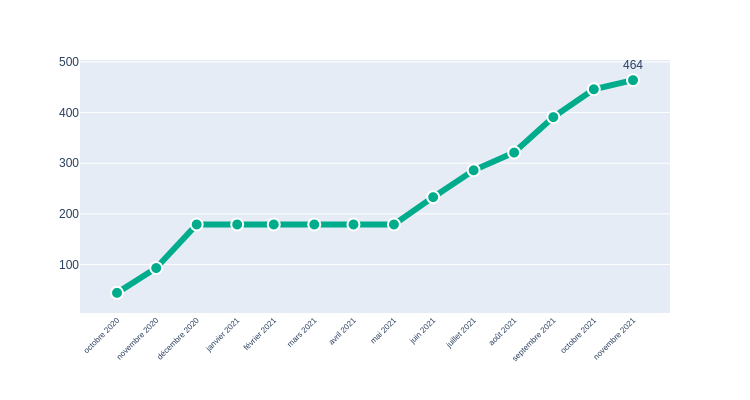 464
500
400
300
200
100
octobre 2020
novembre 2020
décembre 2020
janvier 2021
février 2021
mars 2021
avril 2021
mai 2021
juin 2021
juillet 2021
août 2021
septembre 2021
octobre 2021
novembre 2021